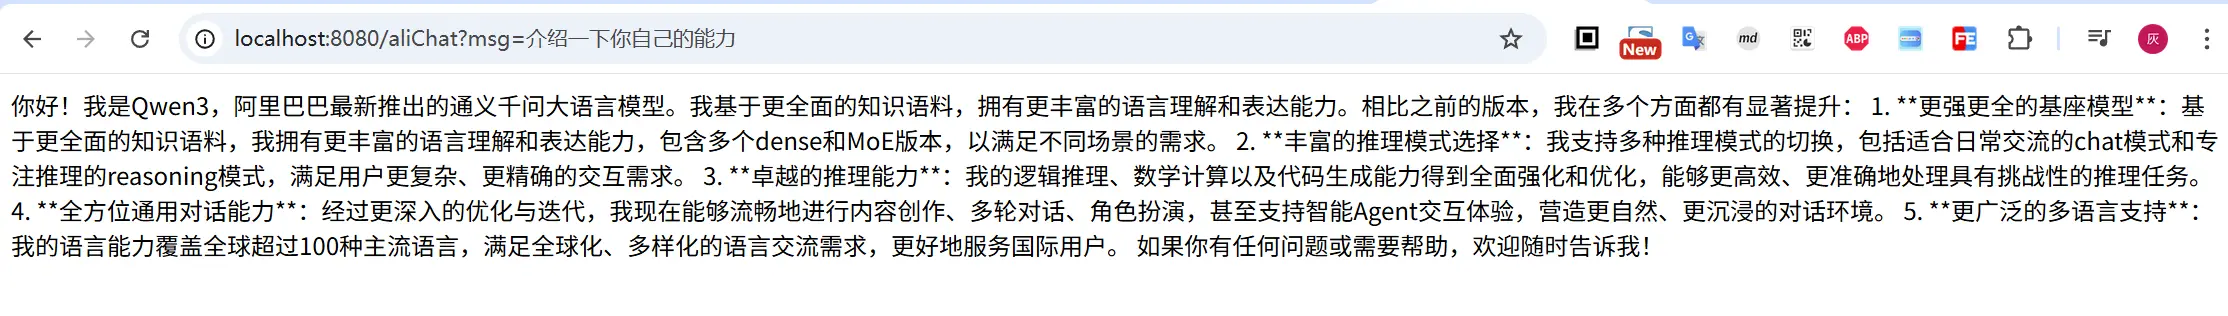 localhost:8080/aliChat?msg=介绍一下你自己的能力
New
md
ABP
FE
灰
你好！我是Qwen3，阿里巴巴最新推出的通义千问大语言模型。我基于更全面的知识语料，拥有更丰富的语言理解和表达能力。相比之前的版本，我在多个方面都有显著提升： 1. **更强更全的基座模型**：基
于更全面的知识语料，我拥有更丰富的语言理解和表达能力，包含多个dense和MoE版本，以满足不同场景的需求。 2. **丰富的推理模式选择**：我支持多种推理模式的切换，包括适合日常交流的chat模式和专
注推理的reasoning模式，满足用户更复杂、更精确的交互需求。 3. **卓越的推理能力**：我的逻辑推理、数学计算以及代码生成能力得到全面强化和优化，能够更高效、更准确地处理具有挑战性的推理任务。
4. **全方位通用对话能力**：经过更深入的优化与迭代，我现在能够流畅地进行内容创作、多轮对话、角色扮演，甚至支持智能Agent交互体验，营造更自然、更沉浸的对话环境。 5. **更广泛的多语言支持**：
我的语言能力覆盖全球超过100种主流语言，满足全球化、多样化的语言交流需求，更好地服务国际用户。 如果你有任何问题或需要帮助，欢迎随时告诉我！